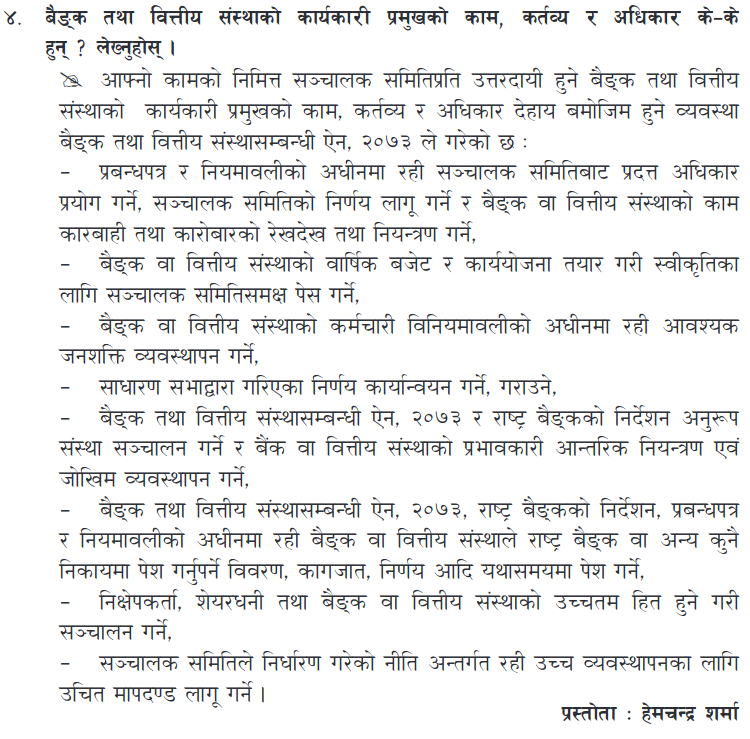 ४. बैङ्क तथा वित्तीय संस्थाको कार्यकारी प्रमुखको काम, कर्तव्य र अधिकार के-के
हुन् ? लेख्नुहोस् ।
आफ्नो कामको निमित्त सञ्चालक समितिप्रति उत्तरदायी हुने बैङ्क तथा वित्तीय
संस्थाको कार्यकारी प्रमुखको काम, कर्तव्य र अधिकार देहाय बमोजिम हुने व्यवस्था
बैङ्क तथा वित्तीय संस्थासम्बन्धी ऐन, २०७३ ले गरेको छ :
– प्रबन्धपत्र र नियमावलीको अधीनमा रही सञ्चालक समितिबाट प्रदत्त अधिकार
प्रयोग गर्ने, सञ्चालक समितिको निर्णय लागू गर्ने र बैङ्क वा वित्तीय संस्थाको काम
कारबाही तथा कारोबारको रेखदेख तथा नियन्त्रण गर्ने,
– बैङ्क वा वित्तीय संस्थाको वार्षिक बजेट र कार्ययोजना तयार गरी स्वीकृतिका
लागि सञ्चालक समितिसमक्ष पेस गर्ने,
– बैङ्क वा वित्तीय संस्थाको कर्मचारी विनियमावलीको अधीनमा रही आवश्यक
जनशक्ति व्यवस्थापन गर्ने,
– साधारण सभाद्वारा गरिएका निर्णय कार्यान्वयन गर्ने, गराउने,
– बैङ्क तथा वित्तीय संस्थासम्बन्धी ऐन, २०७३ र राष्ट्र बैङ्कको निर्देशन अनुरूप
संस्था सञ्चालन गर्ने र बैंक वा वित्तीय संस्थाको प्रभावकारी आन्तरिक नियन्त्रण एवं
जोखिम व्यवस्थापन गर्ने,
– बैङ्क तथा वित्तीय संस्थासम्बन्धी ऐन, २०७३, राष्ट्र बैङ्कको निर्देशन, प्रबन्धपत्र
र नियमावलीको अधीनमा रही बैङ्क वा वित्तीय संस्थाले राष्ट्र बैङ्क वा अन्य कुनै
निकायमा पेश गर्नुपर्ने विवरण, कागजात, निर्णय आदि यथासमयमा पेश गर्ने,
– निक्षेपकर्ता, शेयरधनी तथा बैङ्क वा वित्तीय संस्थाको उच्चतम हित हुने गरी
सञ्चालन गर्ने,
– सञ्चालक समितिले निर्धारण गरेको नीति अन्तर्गत रही उच्च व्यवस्थापनका लागि
उचित मापदण्ड लागू गर्ने ।
प्रस्तोता : हेमचन्द्र शर्मा